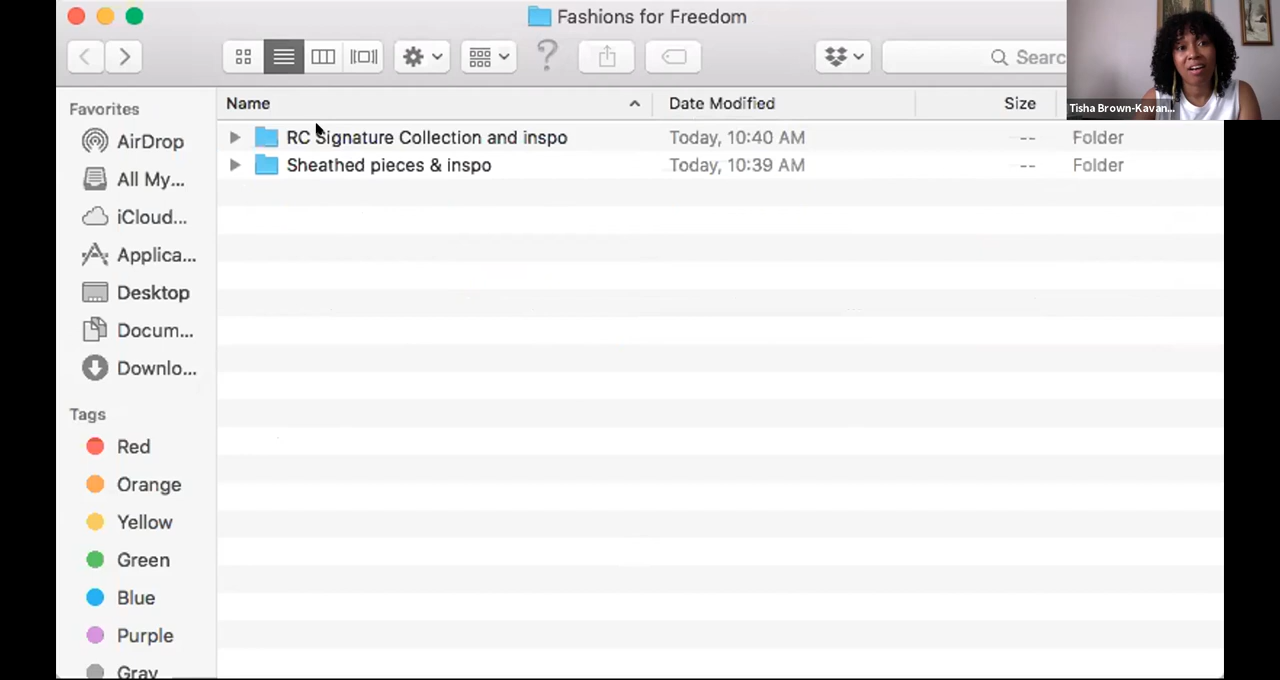 Fashions for Freedom
Searc
Tisha Brown-Kavan...
Favorites
AirDrop
All My...
iCloud...
Applica...
Desktop
Docum...
Downlo...
Tags
Red
Orange
Yellow
Green
Blue
Purple
Gray
Name Date Modified Size
RC Signature Collection and inspo Today, 10:40 AM -- Folder
Sheathed pieces & inspo Today, 10:39 AM -- Folder